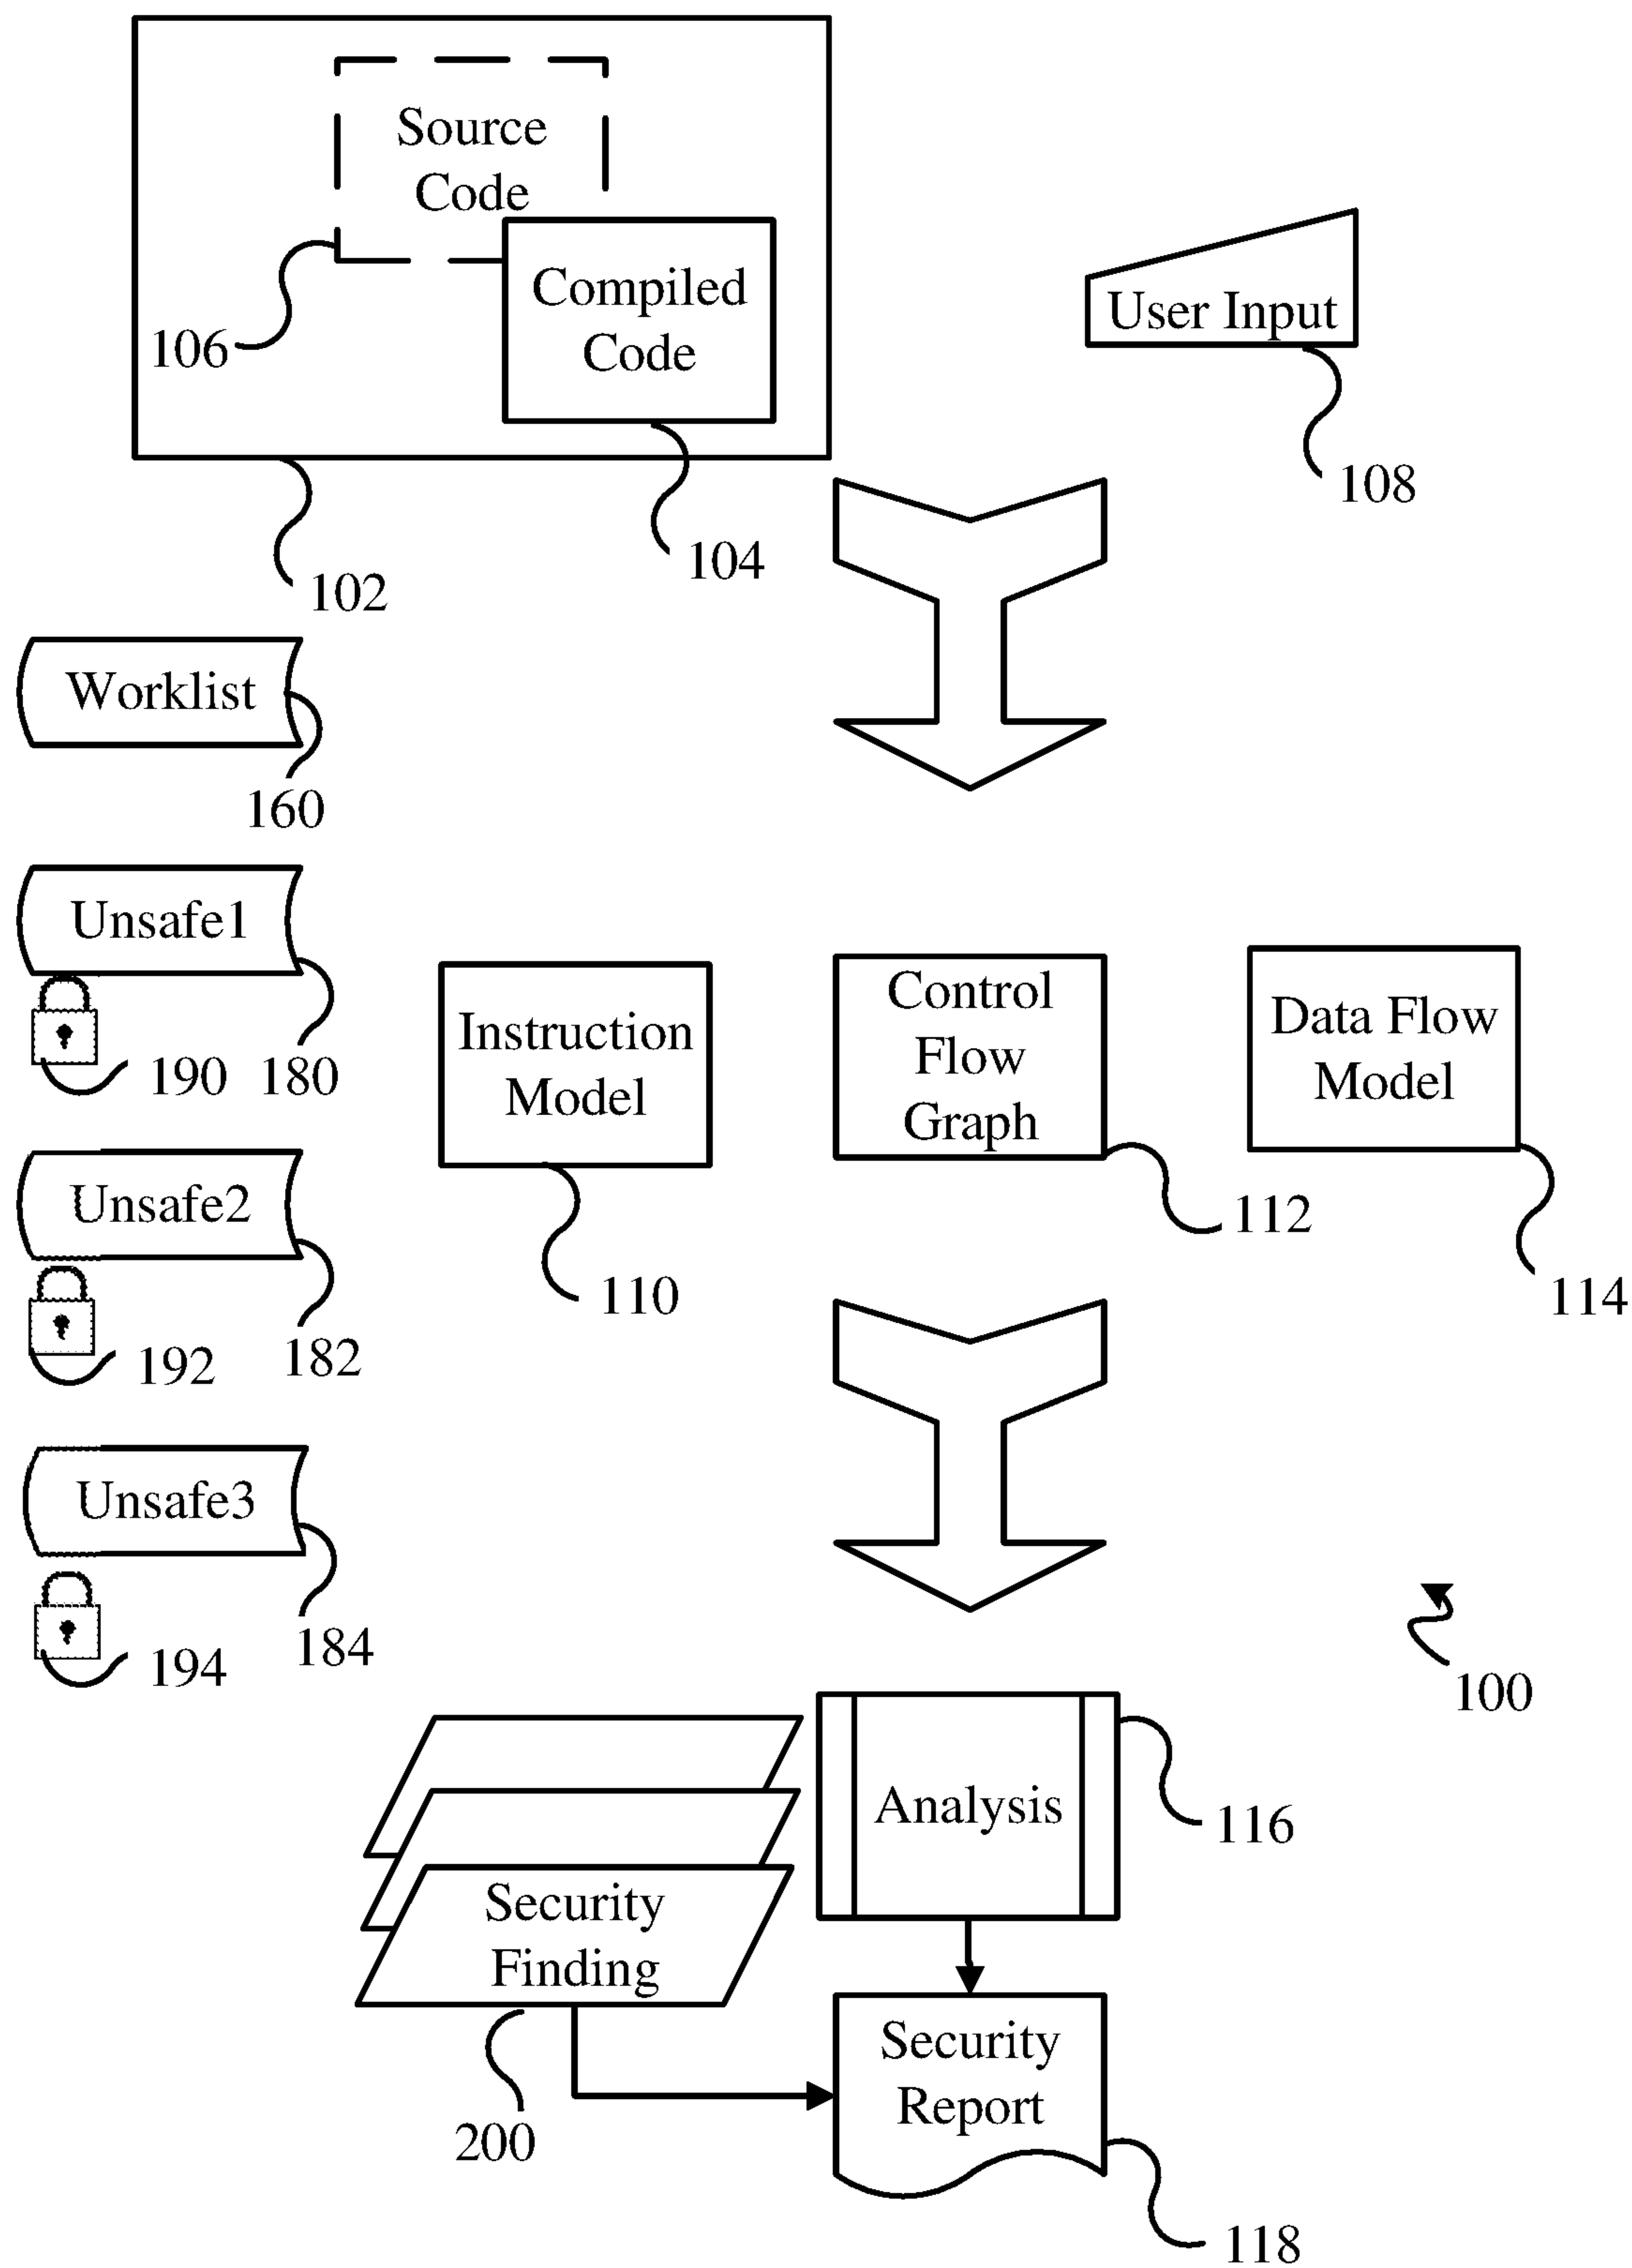 Source
Code
Compiled
Code
User Input
106
108
104
102
Worklist
160
Unsafe1
190
180
Instruction
Model
Control
Flow
Graph
Data Flow
Model
112
110
114
Unsafe2
192
182
Unsafe3
194
184
100
Analysis
116
Security
Finding
200
Security
Report
118